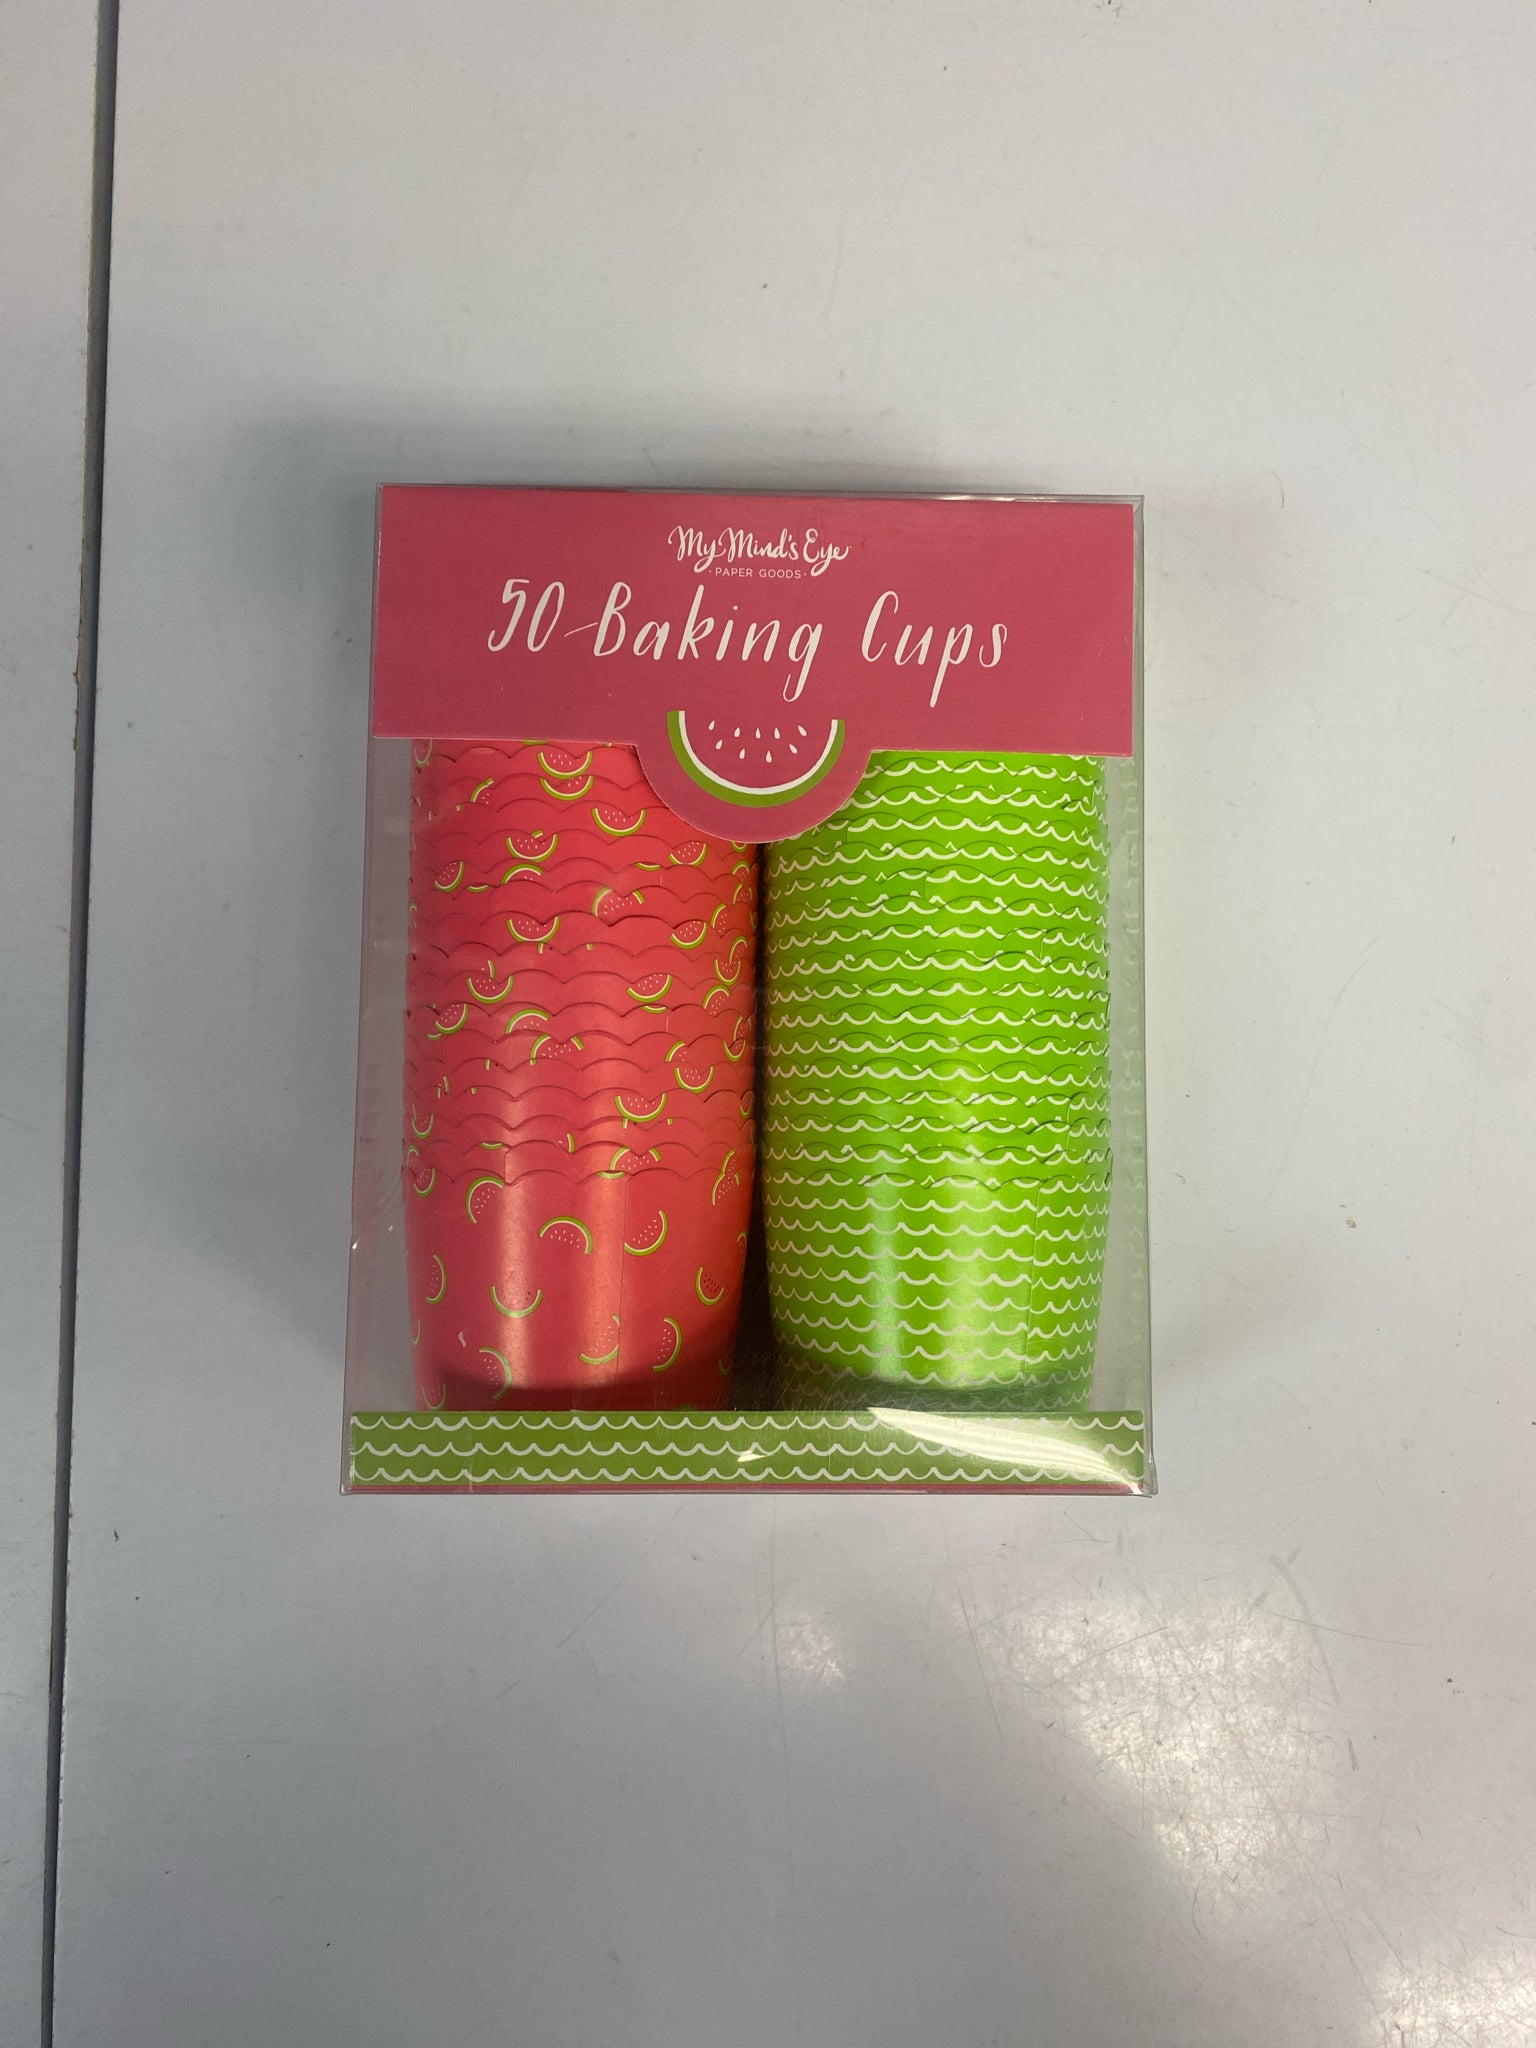 My Mind's Eye
·PAPER GOODS·
50 Baking Cups